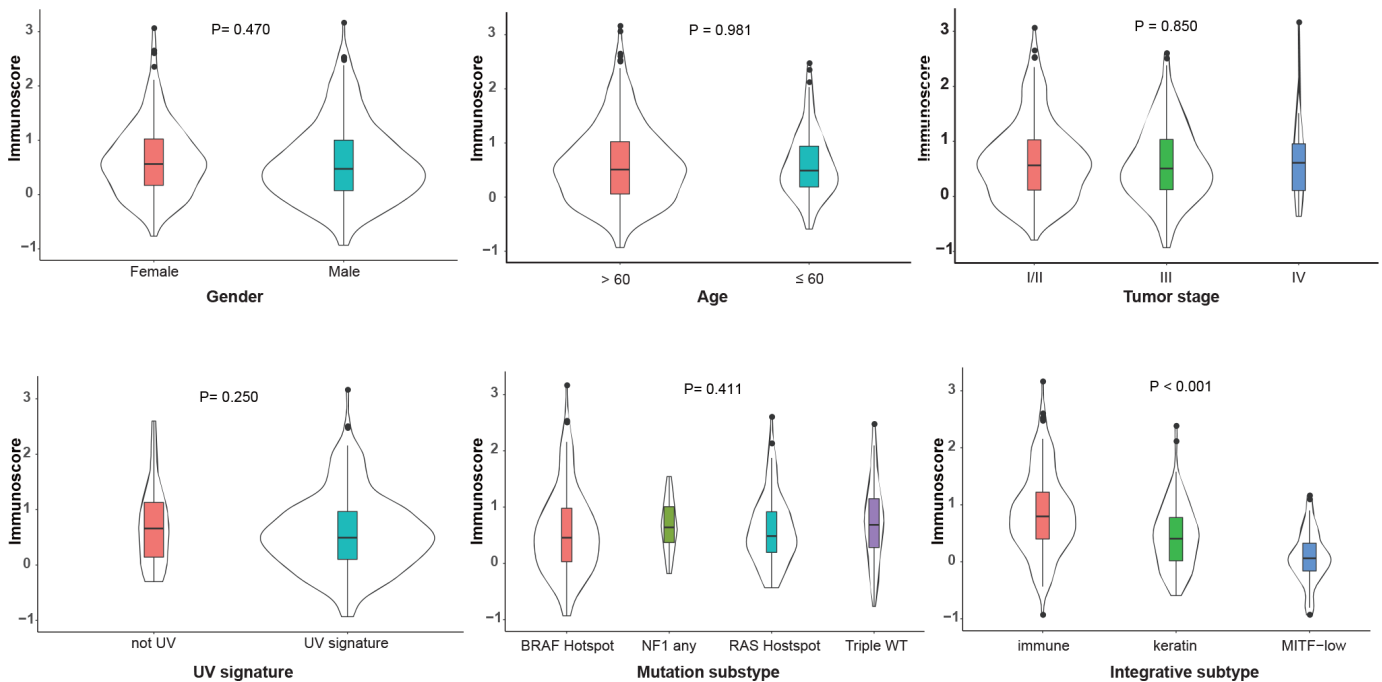 P= 0.470
Immunoscore
3
2
1
0
−1
Female
Male
Gender
P = 0.981
Immunoscore
3
2
1
0
−1
> 60
≤ 60
Age
P= 0.850
Immunoscore
3
2
1
0
−1
I/II
III
IV
Tumor stage
P= 0.250
Immunoscore
3
2
1
0
−1
not UV
UV signature
UV signature
P= 0.411
Immunoscore
3
2
1
0
−1
BRAF Hotspot
NF1 any
RAS Hostspot
Triple WT
Mutation substype
P < 0.001
Immunoscore
3
2
1
0
−1
immune
keratin
MITF−low
Integrative subtype